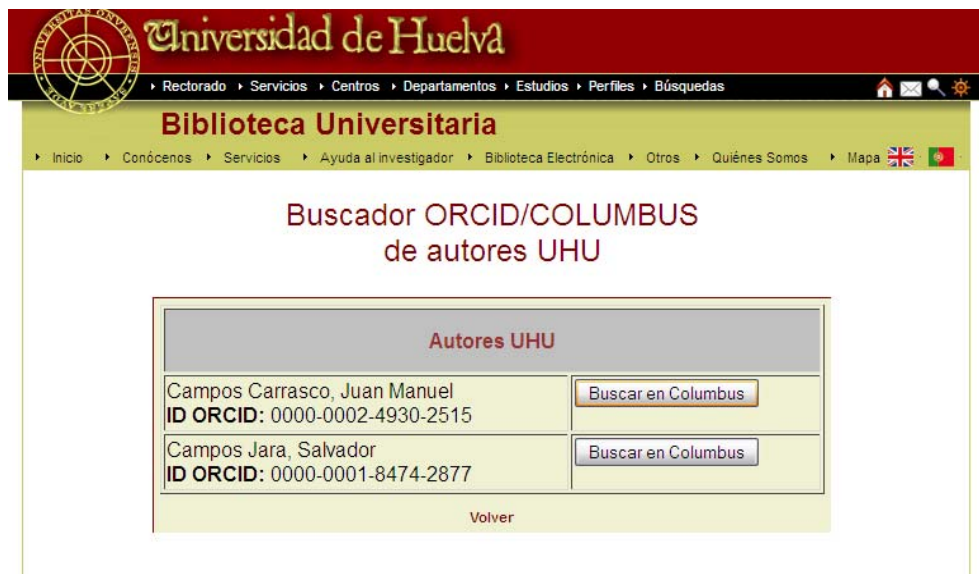 Universidad de Huelva
Rectorado Servicios Centros Departamentos Estudios Perfiles Búsquedas
Biblioteca Universitaria
Inicio Conócenos Servicios Ayuda al investigador Biblioteca Electrónica Otros Quiénes Somos Mapa
Buscador ORCID/COLUMBUS
de autores UHU
Autores UHU
Campos Carrasco, Juan Manuel Buscar en Columbus
ID ORCID: 0000-0002-4930-2515
Campos Jara, Salvador Buscar en Columbus
ID ORCID: 0000-0001-8474-2877
Volver